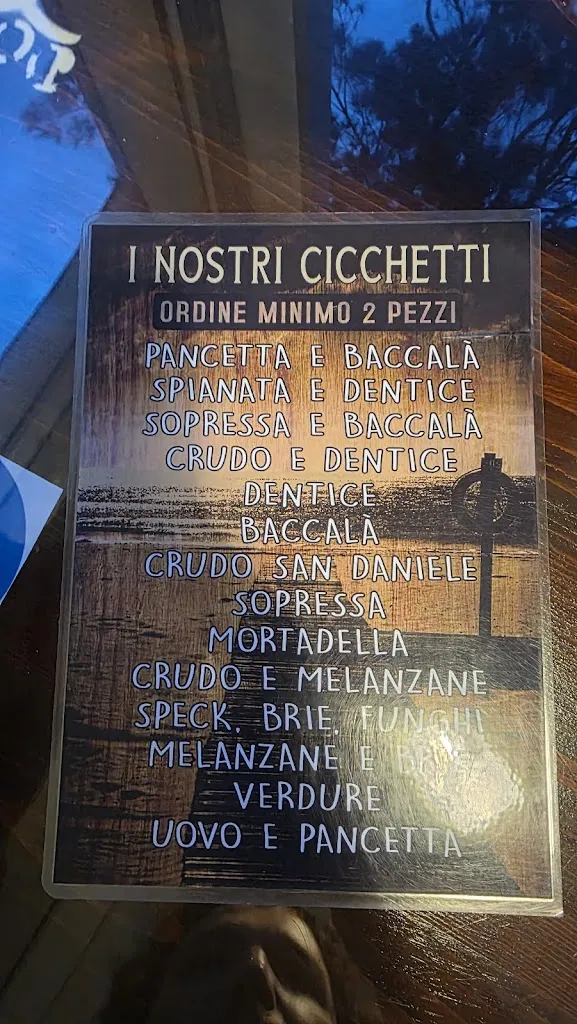 I NOSTRI CICCHETTI
ORDINE MINIMO 2 PEZZI
PANCETTA E BACCALÀ
SPIANATA E DENTICE
SOPRESSA E BACCALÀ
CRUDO E DENTICE
DENTICE
BACCALÀ
CRUDO SAN DANIELE
SOPRESSA
MORTADELLA
CRUDO E MELANZANE
SPECK, BRIE, FUNGHI
MELANZANE E BRIE
VERDURE
UOVO E PANCETTA